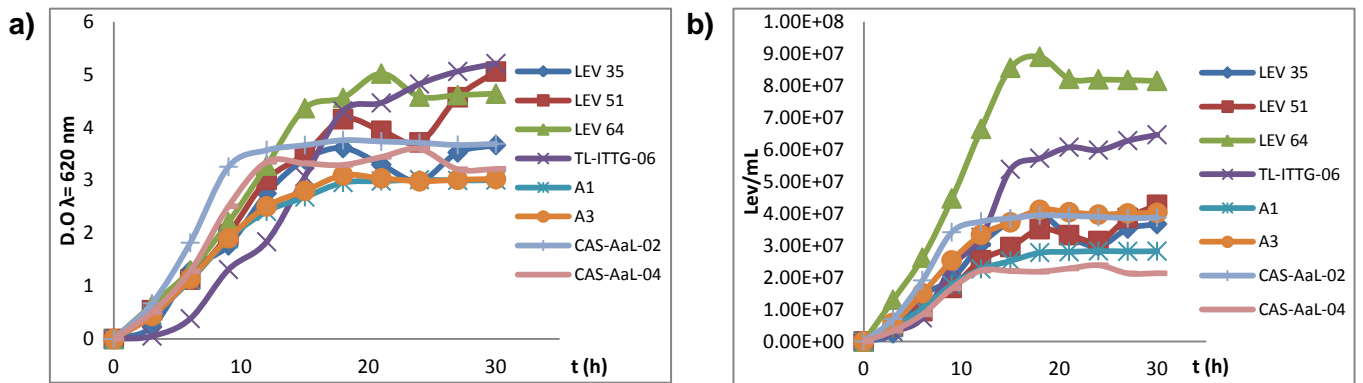 a)
D.O λ= 620 nm
6
5
4
3
2
1
0
0
10
20
30
t (h)
LEV 35
LEV 51
LEV 64
TL-ITTG-06
A1
A3
CAS-AaL-02
CAS-AaL-04
b)
Lev/mL
1.00E+08
9.00E+07
8.00E+07
7.00E+07
6.00E+07
5.00E+07
4.00E+07
3.00E+07
2.00E+07
1.00E+07
0.00E+00
0
10
20
30
t (h)
LEV 35
LEV 51
LEV 64
TL-ITTG-06
A1
A3
CAS-AaL-02
CAS-AaL-04